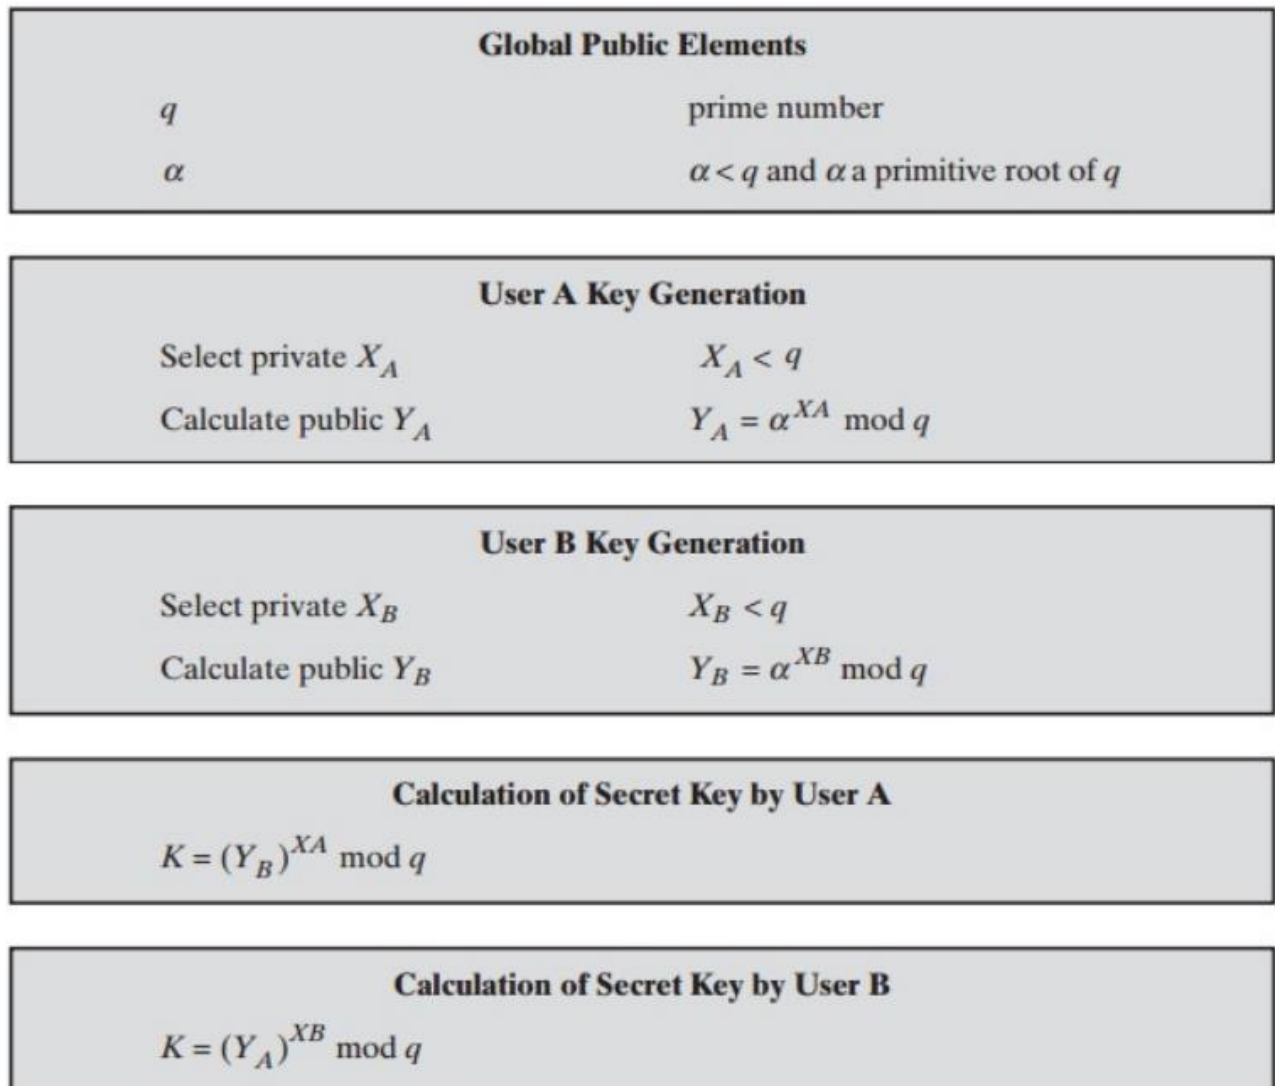 Global Public Elements
q prime number
α α < q and α a primitive root of q
User A Key Generation
Select private X_A X_A < q
Calculate public Y_A Y_A = α^{XA} mod q
User B Key Generation
Select private X_B X_B < q
Calculate public Y_B Y_B = α^{XB} mod q
Calculation of Secret Key by User A
K = (Y_B)^{XA} mod q
Calculation of Secret Key by User B
K = (Y_A)^{XB} mod q